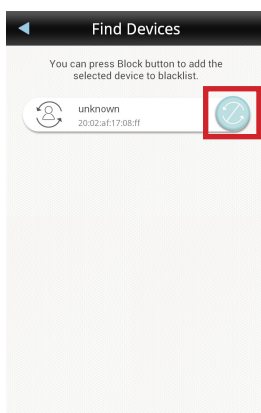 Find Devices
You can press Block button to add the
selected device to blacklist.
unknown
20:02:af:17:08:ff